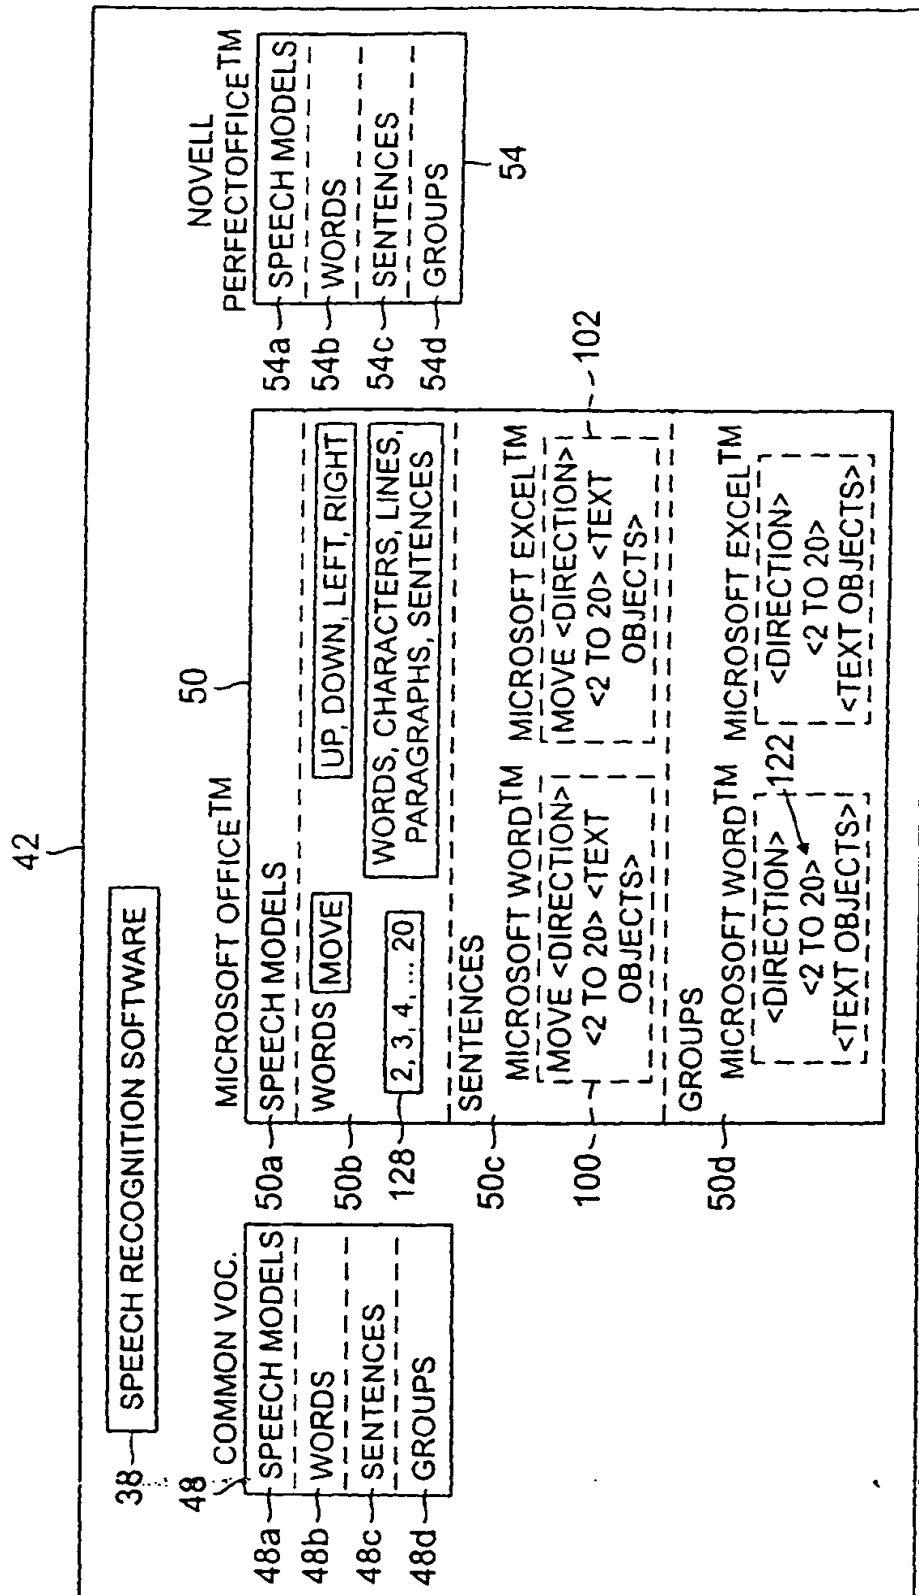 42
38
SPEECH RECOGNITION SOFTWARE
48
COMMON VOC.
48a
SPEECH MODELS
48b
WORDS
48c
SENTENCES
48d
GROUPS
MICROSOFT OFFICE™
50
50a
SPEECH MODELS
50b
WORDS
MOVE
UP, DOWN, LEFT, RIGHT
128
2, 3, 4, ... 20
WORDS, CHARACTERS, LINES,
PARAGRAPHS, SENTENCES
50c
SENTENCES
MICROSOFT WORD™
MICROSOFT EXCEL™
100
MOVE <DIRECTION>
<2 TO 20> <TEXT
OBJECTS>
MOVE <DIRECTION>
<2 TO 20> <TEXT
OBJECTS>
102
50d
GROUPS
MICROSOFT WORD™
MICROSOFT EXCEL™
<DIRECTION>
<2 TO 20>
<TEXT OBJECTS>
122
<DIRECTION>
<2 TO 20>
<TEXT OBJECTS>
NOVELL
PERFECTOFFICE™
54a
SPEECH MODELS
54b
WORDS
54c
SENTENCES
54d
GROUPS
54